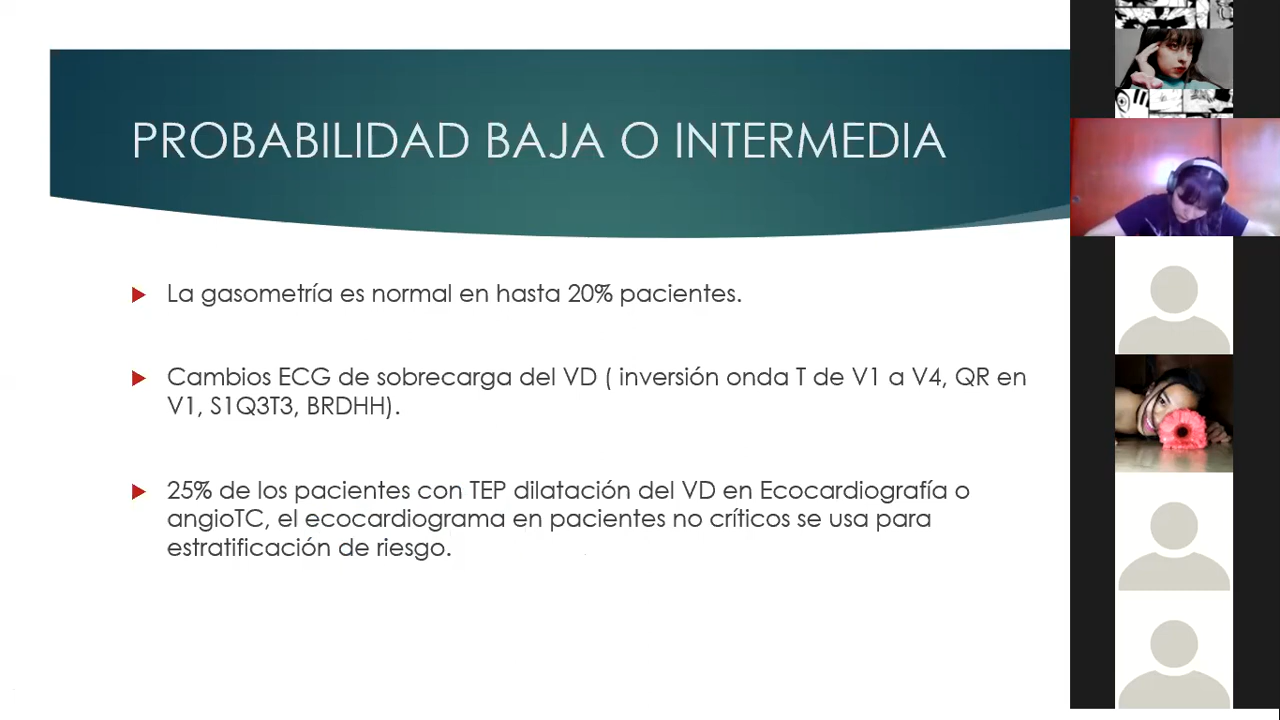 PROBABILIDAD BAJA O INTERMEDIA
La gasometría es normal en hasta 20% pacientes.
Cambios ECG de sobrecarga del VD ( inversión onda T de V1 a V4, QR en
V1, S1Q3T3, BRDHH).
25% de los pacientes con TEP dilatación del VD en Ecocardiografía o
angioTC, el ecocardiograma en pacientes no críticos se usa para
estratificación de riesgo.